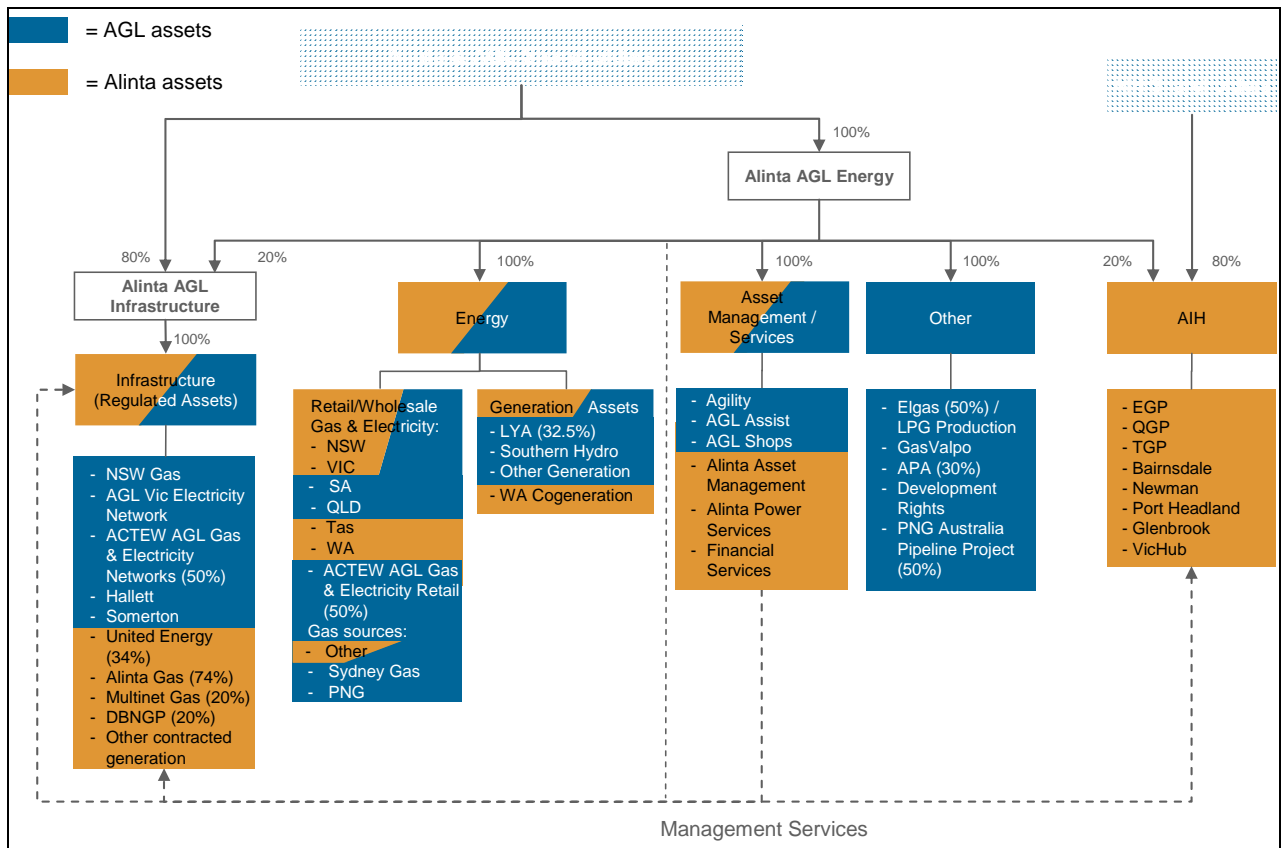 = AGL assets
= Alinta assets
100%
Alinta AGL Energy
80%
20%
100%
100%
100%
20%
80%
Alinta AGL
Infrastructure
100%
Energy
Asset
Management /
Services
Other
AIH
Infrastructure
(Regulated Assets)
- NSW Gas
- AGL Vic Electricity
Network
- ACTEW AGL Gas
& Electricity
Networks (50%)
- Hallett
- Somerton
- United Energy
(34%)
- Alinta Gas (74%)
- Multinet Gas (20%)
- DBNGP (20%)
- Other contracted
generation
Retail/Wholesale
Gas & Electricity:
- NSW
- VIC
- SA
- QLD
- Tas
- WA
- ACTEW AGL Gas
& Electricity Retail
(50%)
Gas sources:
- Other
- Sydney Gas
- PNG
Generation Assets
- LYA (32.5%)
- Southern Hydro
- Other Generation
- WA Cogeneration
- Agility
- AGL Assist
- AGL Shops
- Alinta Asset
Management
- Alinta Power
Services
- Financial
Services
- Elgas (50%) /
LPG Production
- GasValpo
- APA (30%)
- Development
Rights
- PNG Australia
Pipeline Project
(50%)
- EGP
- QGP
- TGP
- Bairnsdale
- Newman
- Port Headland
- Glenbrook
- VicHub
Management Services